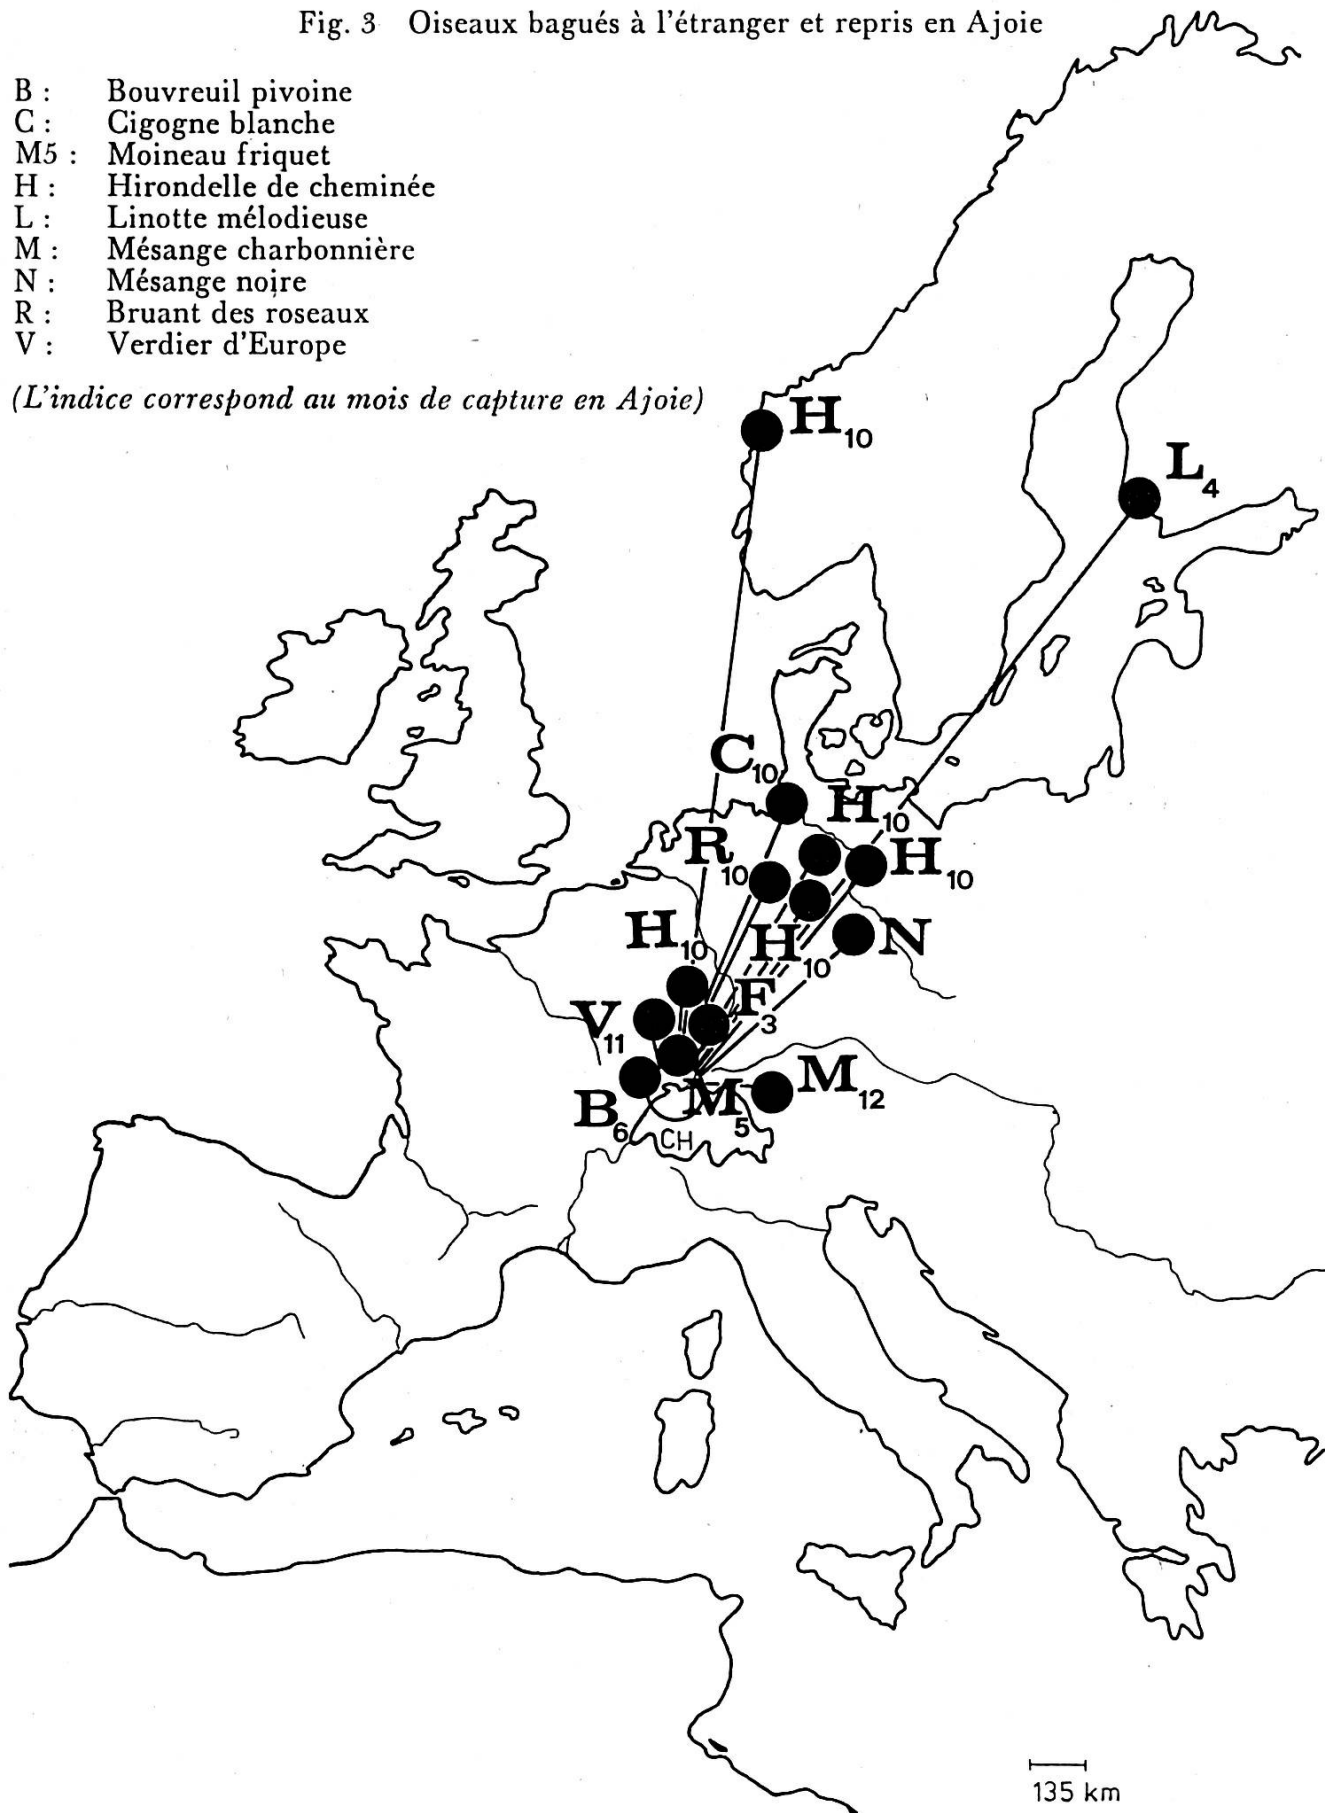 Fig. 3 Oiseaux bagués à l'étranger et repris en Ajoie
B : Bouvreuil pivoine
C : Cigogne blanche
M5 : Moineau friquet
H : Hirondelle de cheminée
L : Linotte mélodieuse
M : Mésange charbonnière
N : Mésange noire
R : Bruant des roseaux
V : Verdier d'Europe
(L'indice correspond au mois de capture en Ajoie)
H10
L4
C10
H10
R10
H10
H10
N
H10
F3
V11
M12
M5
B6
CH
135 km